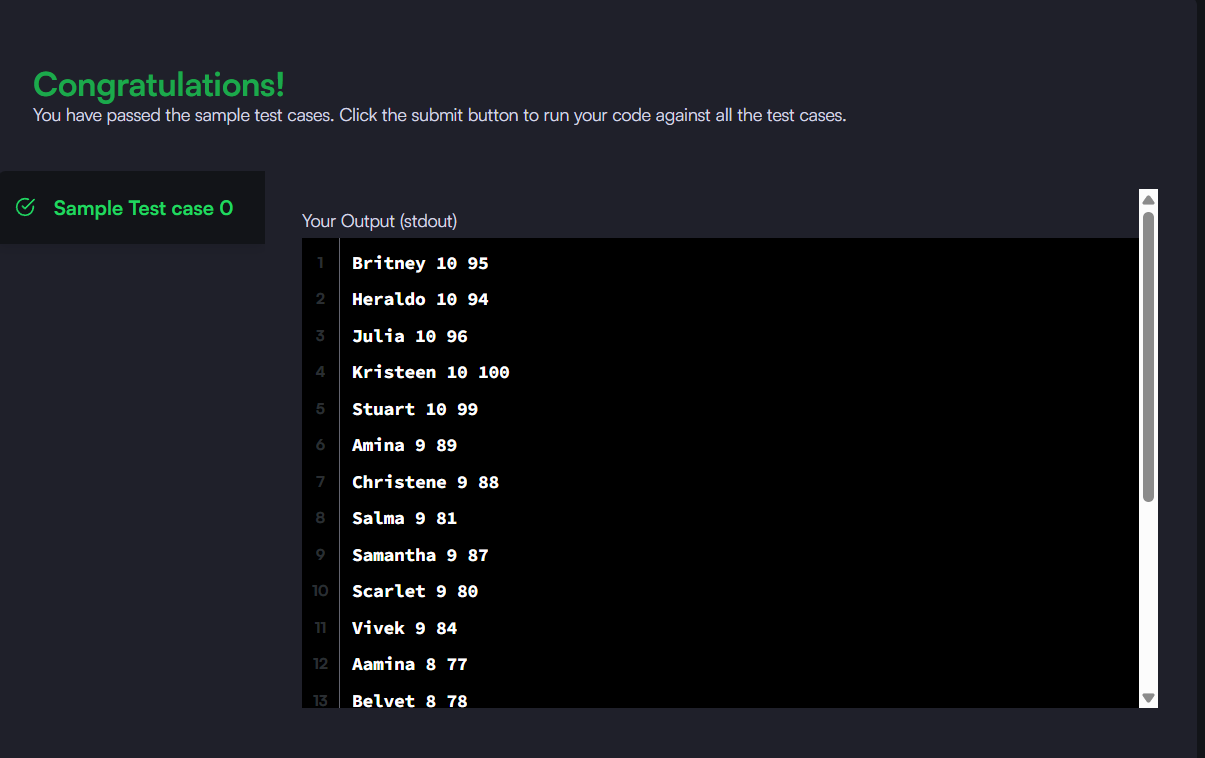 Congratulations!
You have passed the sample test cases. Click the submit button to run your code against all the test cases.
Sample Test case 0
Your Output (stdout)
1 Britney 10 95
2 Heraldo 10 94
3 Julia 10 96
4 Kristeen 10 100
5 Stuart 10 99
6 Amina 9 89
7 Christene 9 88
8 Salma 9 81
9 Samantha 9 87
10 Scarlet 9 80
11 Vivek 9 84
12 Aamina 8 77
13 Belvet 8 78